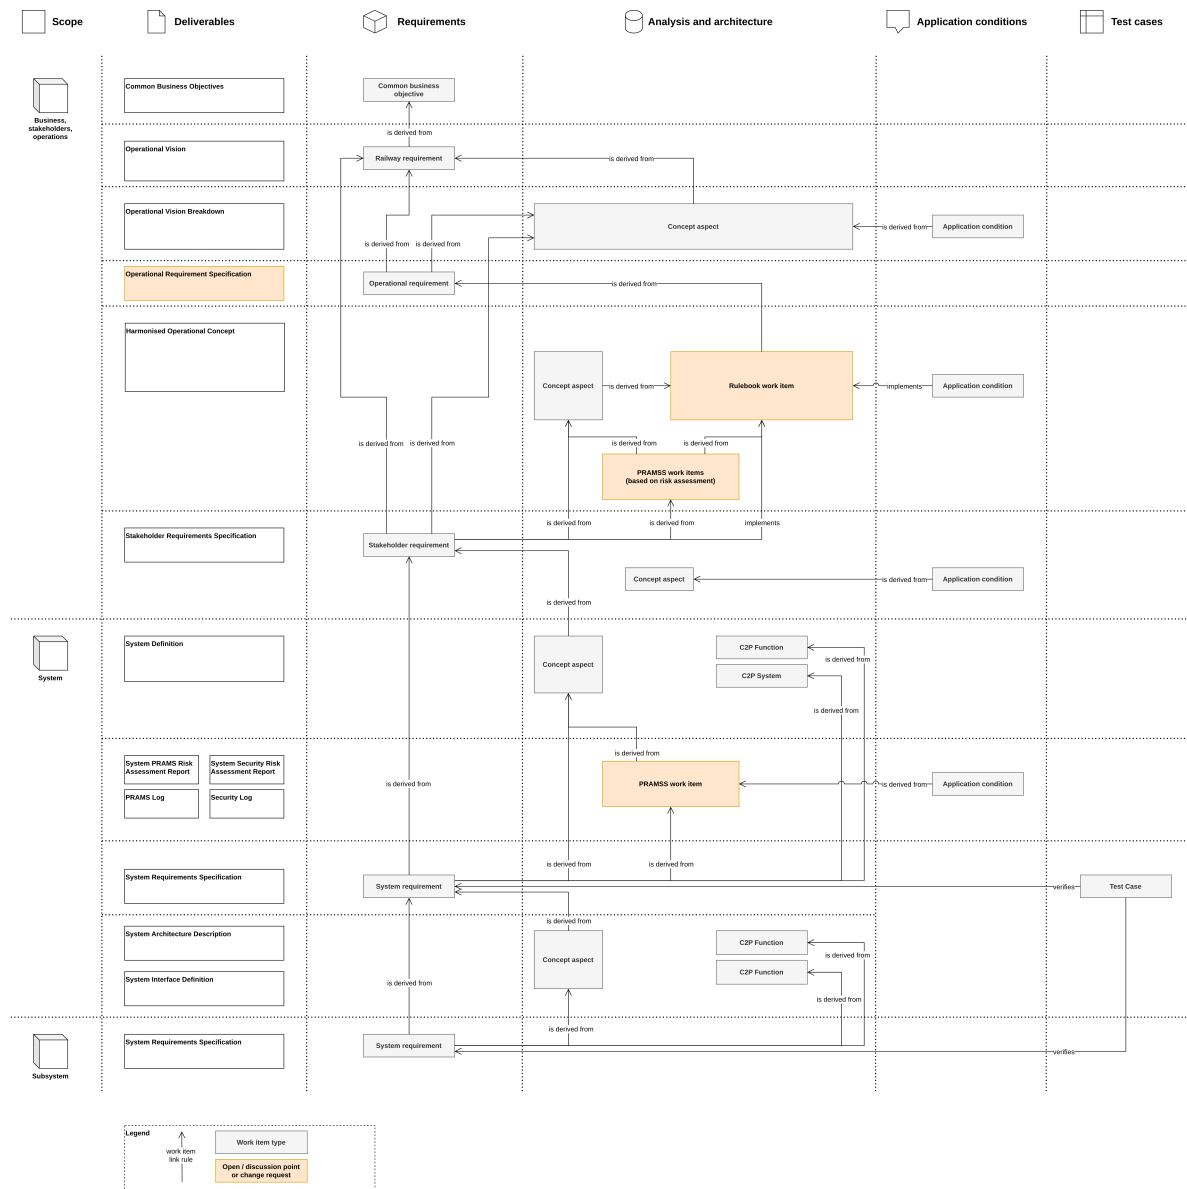 Scope
Deliverables
Requirements
Analysis and architecture
Application conditions
Test cases
Business,
stakeholders,
operations
Common Business Objectives
Common business
objective
is derived from
Operational Vision
Railway requirement
is derived from
Operational Vision Breakdown
Concept aspect
is derived from
Application condition
is derived from
is derived from
Operational Requirement Specification
Operational requirement
is derived from
Harmonised Operational Concept
Concept aspect
is derived from
Rulebook work item
implements
Application condition
is derived from
is derived from
is derived from
is derived from
PRAMSS work items
(based on risk assessment)
is derived from
is derived from
implements
Stakeholder Requirements Specification
Stakeholder requirement
Concept aspect
is derived from
Application condition
is derived from
System
System Definition
Concept aspect
C2P Function
is derived from
C2P System
is derived from
is derived from
System PRAMS Risk
Assessment Report
System Security Risk
Assessment Report
PRAMS Log
Security Log
is derived from
PRAMSS work item
is derived from
Application condition
is derived from
is derived from
System Requirements Specification
System requirement
verifies
Test Case
is derived from
System Architecture Description
Concept aspect
C2P Function
is derived from
System Interface Definition
is derived from
C2P Function
is derived from
is derived from
Subsystem
System Requirements Specification
System requirement
verifies
Legend
work item
link rule
Work item type
Open / discussion point
or change request